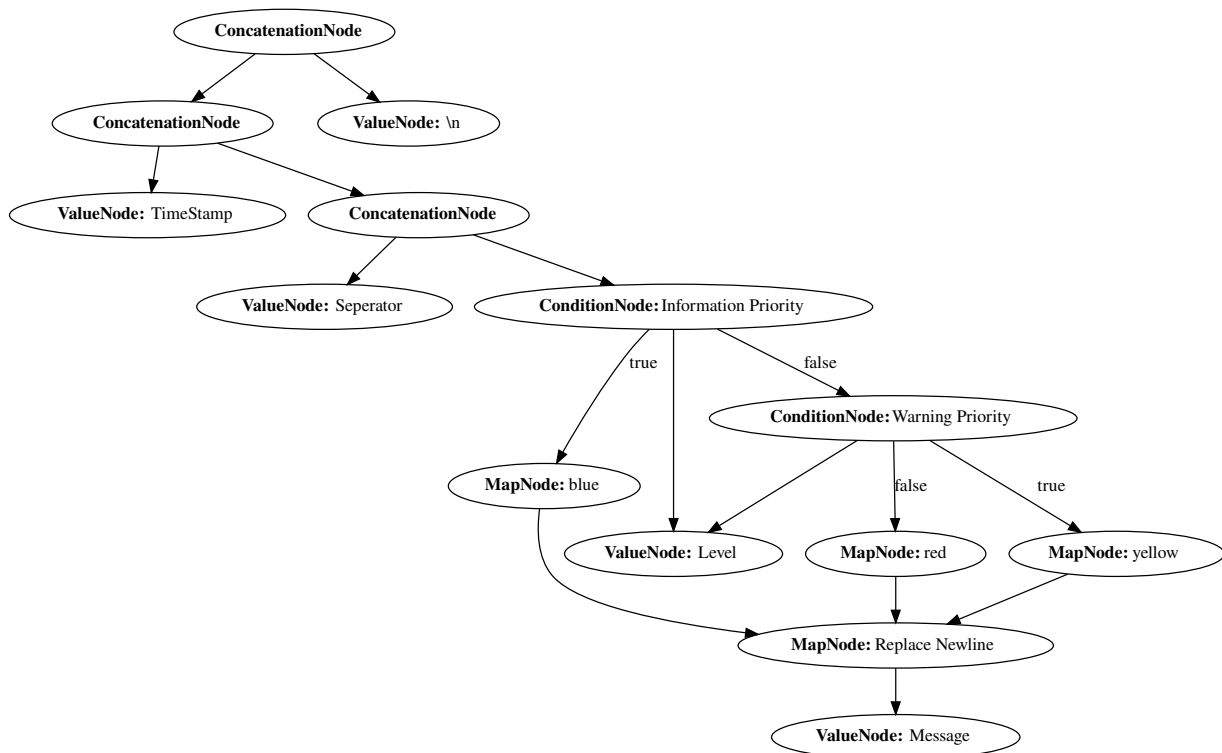 ConcatenationNode
ConcatenationNode
ValueNode: \n
ValueNode: TimeStamp
ConcatenationNode
ValueNode: Seperator
ConditionNode: Information Priority
true
false
ConditionNode: Warning Priority
MapNode: blue
false
true
ValueNode: Level
MapNode: red
MapNode: yellow
MapNode: Replace Newline
ValueNode: Message